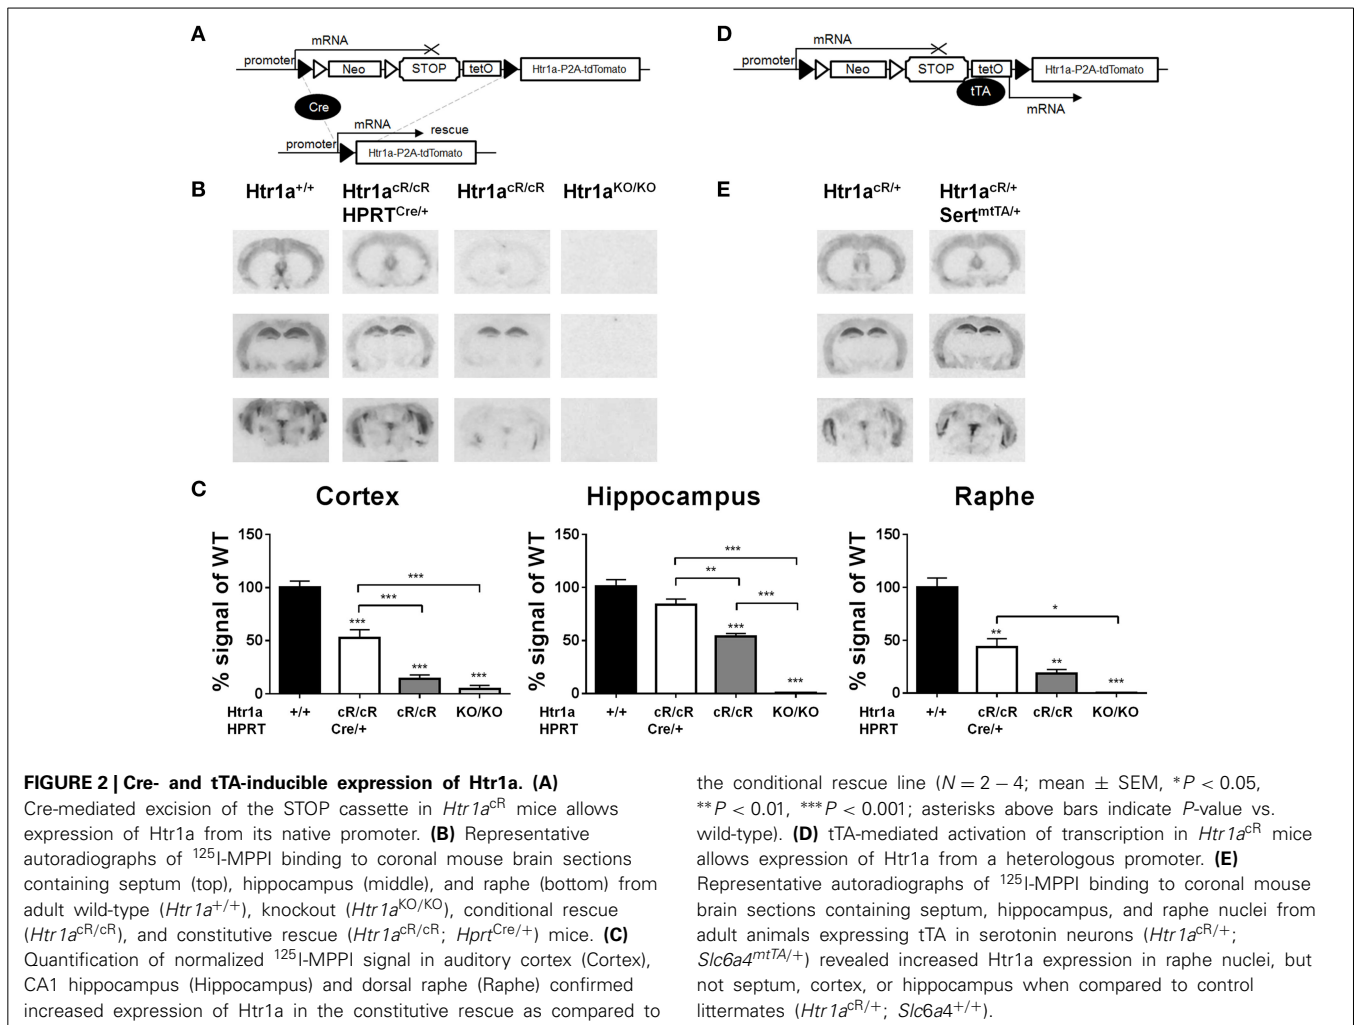 A
promoter
mRNA
Neo
STOP
tetO
Htr1a-P2A-tdTomato
Cre
mRNA
rescue
promoter
Htr1a-P2A-tdTomato
D
promoter
mRNA
Neo
STOP
tetO
Htr1a-P2A-tdTomato
tTA
mRNA
B
Htr1a+/+
Htr1acR/cR
HPRTCre/+
Htr1acR/cR
Htr1aKO/KO
E
Htr1acR/+
Htr1acR/+
SertmtTA/+
C
Cortex
% signal of WT
150
100
50
0
***
***
***
***
***
Htr1a +/+ cR/cR cR/cR KO/KO
HPRT Cre/+
Hippocampus
% signal of WT
150
100
50
0
***
**
***
***
***
Htr1a +/+ cR/cR cR/cR KO/KO
HPRT Cre/+
Raphe
% signal of WT
150
100
50
0
*
**
**
***
Htr1a +/+ cR/cR cR/cR KO/KO
HPRT Cre/+
FIGURE 2 | Cre- and tTA-inducible expression of Htr1a. (A)
Cre-mediated excision of the STOP cassette in Htr1acR mice allows
expression of Htr1a from its native promoter. (B) Representative
autoradiographs of 125I-MPPI binding to coronal mouse brain sections
containing septum (top), hippocampus (middle), and raphe (bottom) from
adult wild-type (Htr1a+/+), knockout (Htr1aKO/KO), conditional rescue
(Htr1acR/cR), and constitutive rescue (Htr1acR/cR; HprtCre/+) mice. (C)
Quantification of normalized 125I-MPPI signal in auditory cortex (Cortex),
CA1 hippocampus (Hippocampus) and dorsal raphe (Raphe) confirmed
increased expression of Htr1a in the constitutive rescue as compared to
the conditional rescue line (N = 2 − 4; mean ± SEM, *P < 0.05,
**P < 0.01, ***P < 0.001; asterisks above bars indicate P-value vs.
wild-type). (D) tTA-mediated activation of transcription in Htr1acR mice
allows expression of Htr1a from a heterologous promoter. (E)
Representative autoradiographs of 125I-MPPI binding to coronal mouse
brain sections containing septum, hippocampus, and raphe nuclei from
adult animals expressing tTA in serotonin neurons (Htr1acR/+;
Slc6a4mtTA/+) revealed increased Htr1a expression in raphe nuclei, but
not septum, cortex, or hippocampus when compared to control
littermates (Htr1acR/+; Slc6a4+/+).